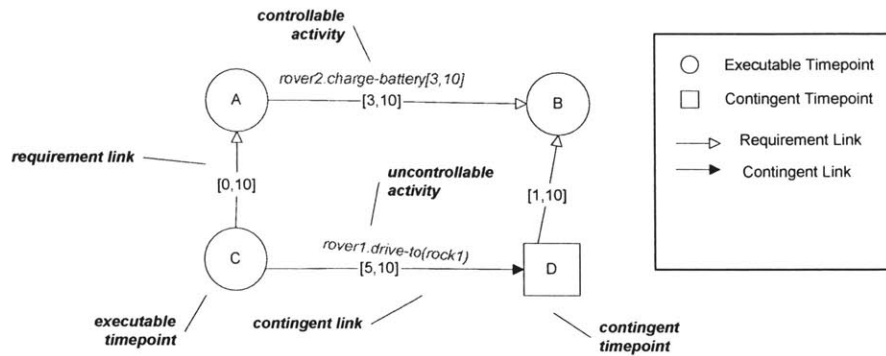 controllable
activity
rover2.charge-battery[3,10]
A
[3,10]
B
requirement link
[0,10]
uncontrollable
activity
[1,10]
rover1.drive-to(rock1)
C
[5,10]
D
executable
timepoint
contingent link
contingent
timepoint
Executable Timepoint
Contingent Timepoint
Requirement Link
Contingent Link